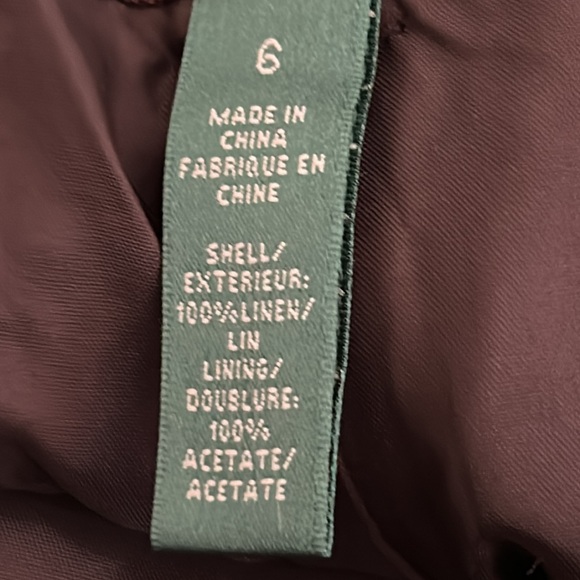 6
MADE IN
CHINA
FABRIQUE EN
CHINE
SHELL/
EXTERIEUR:
100%LINEN/
LIN
LINING/
DOUBLURE:
100%
ACETATE/
ACETATE